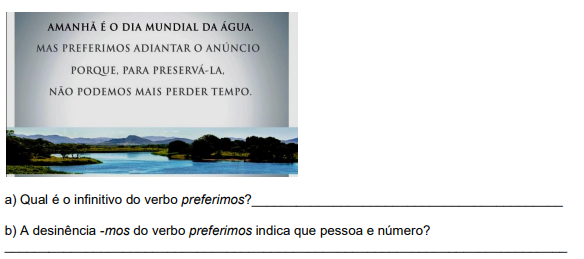 AMANHÃ É O DIA MUNDIAL DA ÁGUA.
MAS PREFERIMOS ADIANTAR O ANÚNCIO
PORQUE, PARA PRESERVÁ-LA,
NÃO PODEMOS MAIS PERDER TEMPO.
a) Qual é o infinitivo do verbo preferimos?
b) A desinência -mos do verbo preferimos indica que pessoa e número?